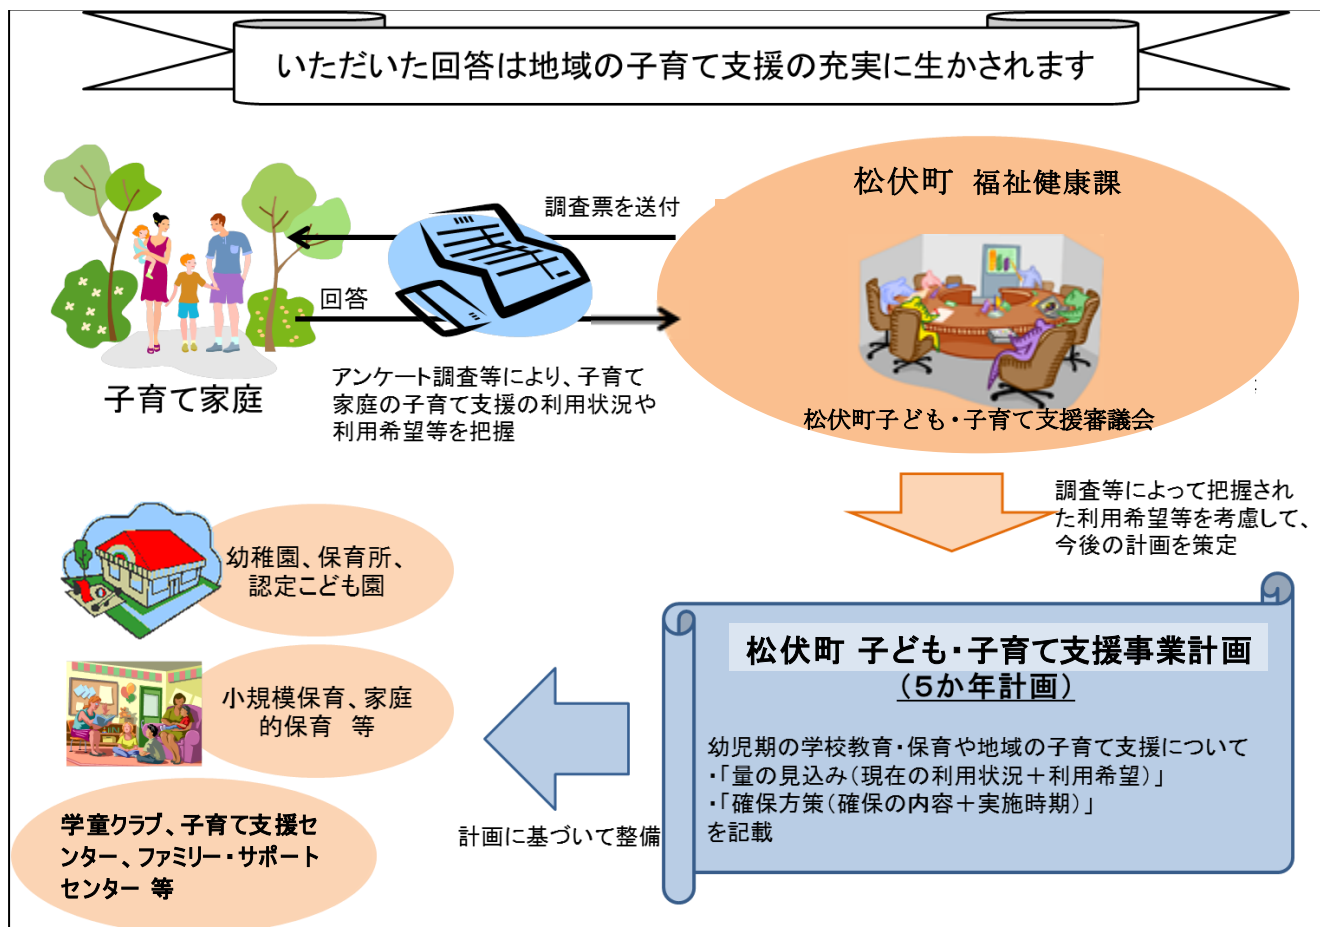 いただいた回答は地域の子育て支援の充実に生かされます
松伏町 福祉健康課
調査票を送付
回答
子育て家庭
アンケート調査等により、子育て
家庭の子育て支援の利用状況や
利用希望等を把握
松伏町子ども・子育て支援審議会
調査等によって把握され
た利用希望等を考慮して、
今後の計画を策定
幼稚園、保育所、
認定こども園
小規模保育、家庭
的保育 等
学童クラブ、子育て支援セ
ンター、ファミリー・サポート
センター 等
計画に基づいて整備
松伏町 子ども・子育て支援事業計画
(5か年計画)
幼児期の学校教育・保育や地域の子育て支援について
・「量の見込み(現在の利用状況+利用希望)」
・「確保方策(確保の内容+実施時期)」
を記載